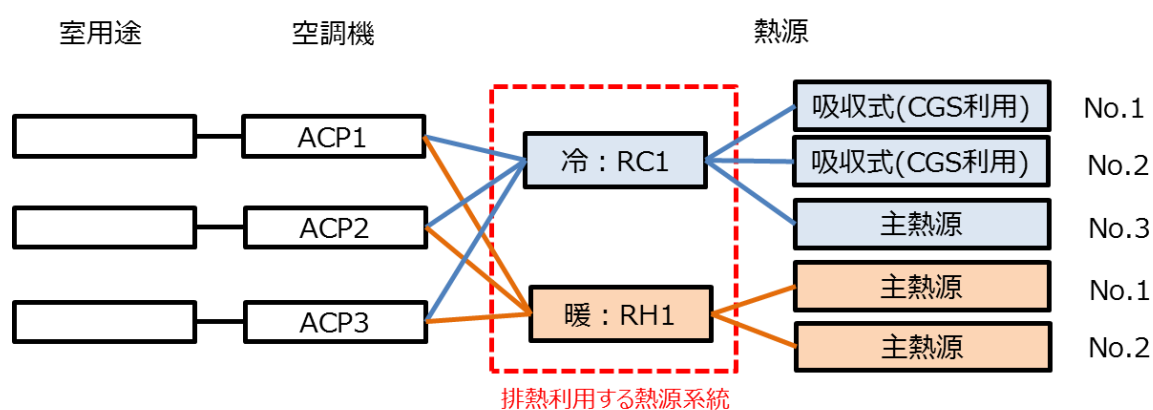 室用途
空調機
熱源
ACP1
ACP2
ACP3
冷：RC1
暖：RH1
排熱利用する熱源系統
吸収式(CGS利用) No.1
吸収式(CGS利用) No.2
主熱源 No.3
主熱源 No.1
主熱源 No.2